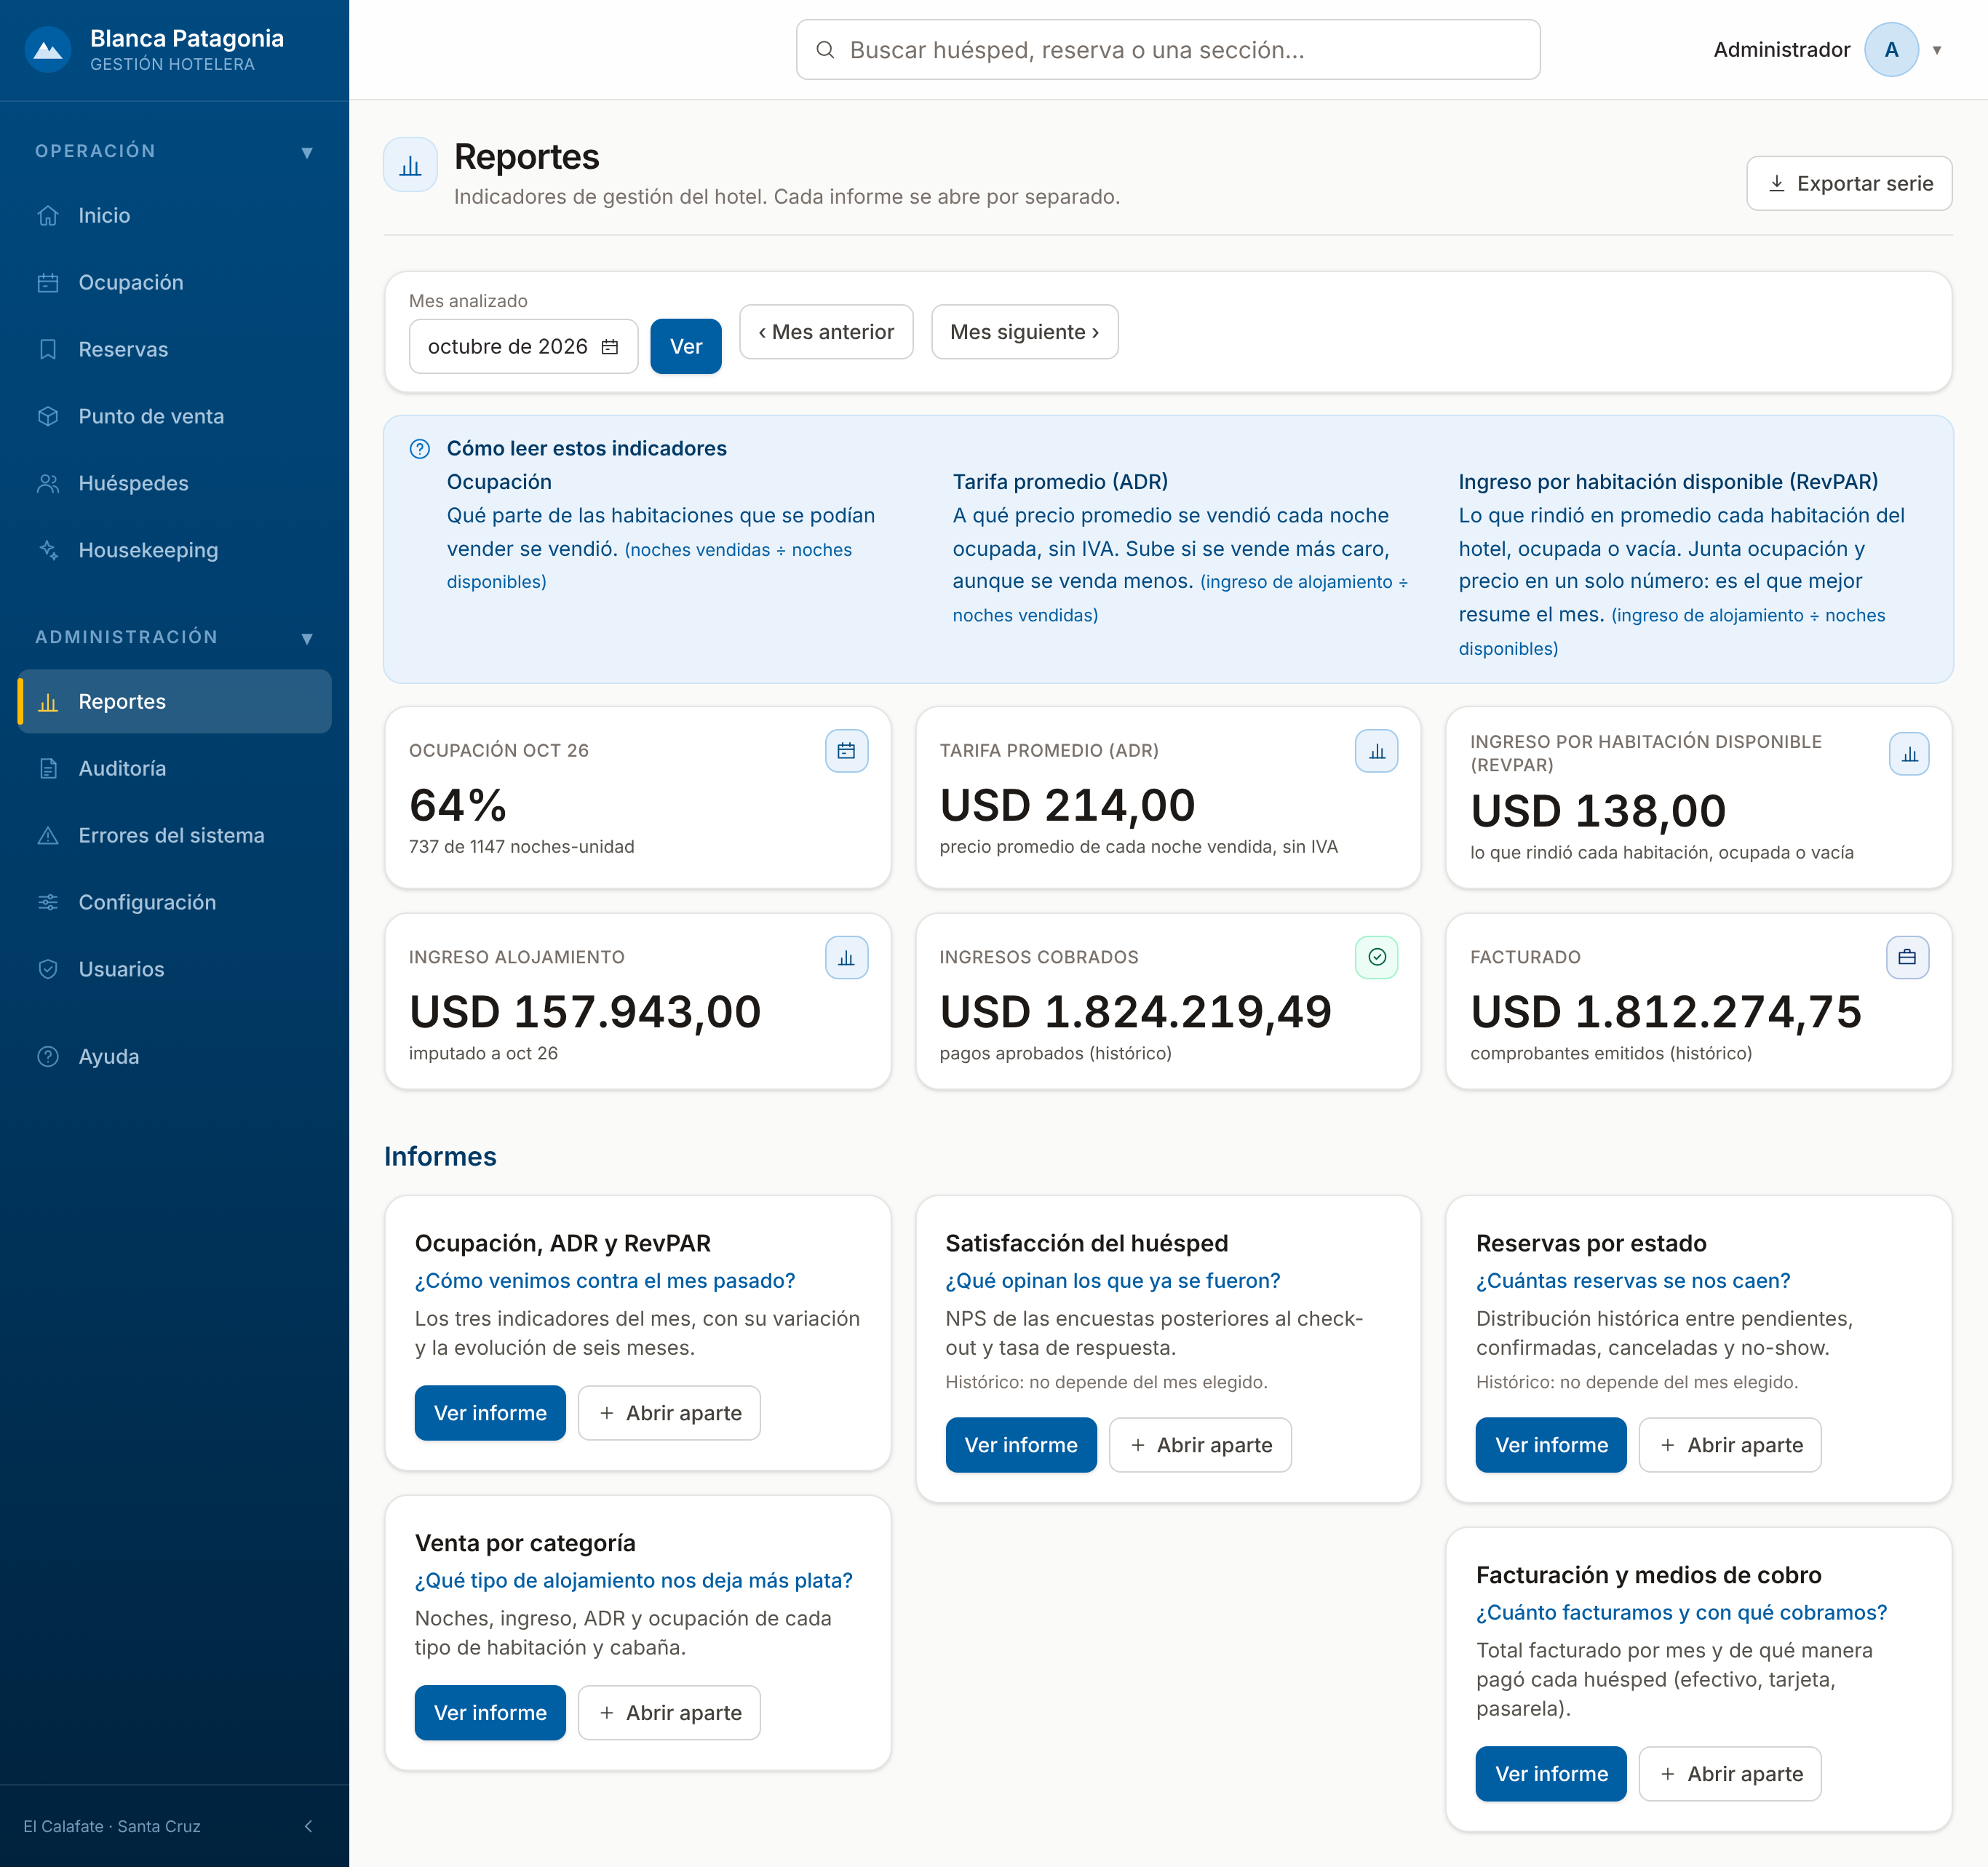 Blanca Patagonia
GESTIÓN HOTELERA
OPERACIÓN ▼
Inicio
Ocupación
Reservas
Punto de venta
Huéspedes
Housekeeping
ADMINISTRACIÓN ▼
Reportes
Auditoría
Errores del sistema
Configuración
Usuarios
Ayuda
El Calafate · Santa Cruz
Buscar huésped, reserva o una sección...
Administrador A ▼
Reportes
Indicadores de gestión del hotel. Cada informe se abre por separado.
Exportar serie
Mes analizado
octubre de 2026
Ver
‹ Mes anterior
Mes siguiente ›
Cómo leer estos indicadores
Ocupación
Qué parte de las habitaciones que se podían
vender se vendió. (noches vendidas ÷ noches
disponibles)
Tarifa promedio (ADR)
A qué precio promedio se vendió cada noche
ocupada, sin IVA. Sube si se vende más caro,
aunque se venda menos. (ingreso de alojamiento ÷
noches vendidas)
Ingreso por habitación disponible (RevPAR)
Lo que rindió en promedio cada habitación del
hotel, ocupada o vacía. Junta ocupación y
precio en un solo número: es el que mejor
resume el mes. (ingreso de alojamiento ÷ noches
disponibles)
OCUPACIÓN OCT 26
64%
737 de 1147 noches-unidad
TARIFA PROMEDIO (ADR)
USD 214,00
precio promedio de cada noche vendida, sin IVA
INGRESO POR HABITACIÓN DISPONIBLE
(REVPAR)
USD 138,00
lo que rindió cada habitación, ocupada o vacía
INGRESO ALOJAMIENTO
USD 157.943,00
imputado a oct 26
INGRESOS COBRADOS
USD 1.824.219,49
pagos aprobados (histórico)
FACTURADO
USD 1.812.274,75
comprobantes emitidos (histórico)
Informes
Ocupación, ADR y RevPAR
¿Cómo venimos contra el mes pasado?
Los tres indicadores del mes, con su variación
y la evolución de seis meses.
Ver informe
+ Abrir aparte
Satisfacción del huésped
¿Qué opinan los que ya se fueron?
NPS de las encuestas posteriores al check-
out y tasa de respuesta.
Histórico: no depende del mes elegido.
Ver informe
+ Abrir aparte
Reservas por estado
¿Cuántas reservas se nos caen?
Distribución histórica entre pendientes,
confirmadas, canceladas y no-show.
Histórico: no depende del mes elegido.
Ver informe
+ Abrir aparte
Venta por categoría
¿Qué tipo de alojamiento nos deja más plata?
Noches, ingreso, ADR y ocupación de cada
tipo de habitación y cabaña.
Ver informe
+ Abrir aparte
Facturación y medios de cobro
¿Cuánto facturamos y con qué cobramos?
Total facturado por mes y de qué manera
pagó cada huésped (efectivo, tarjeta,
pasarela).
Ver informe
+ Abrir aparte